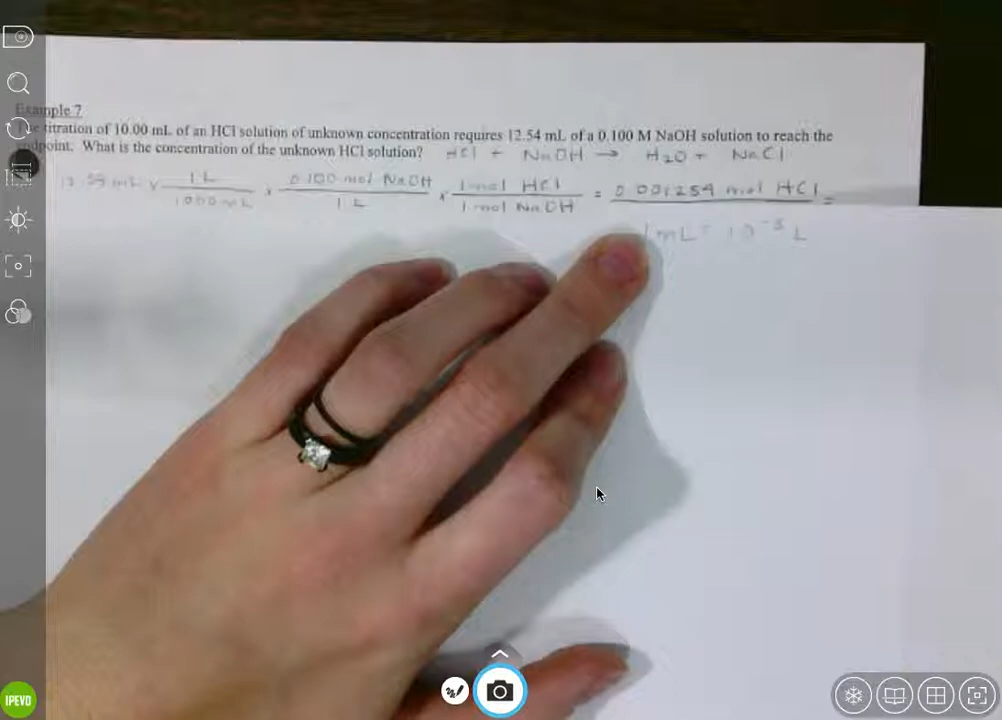 Example 7
The titration of 10.00 mL of an HCl solution of unknown concentration requires 12.54 mL of a 0.100 M NaOH solution to reach the
endpoint. What is the concentration of the unknown HCl solution? HCl + NaOH → H2O + NaCl
12.54 mL x 1 L / 1000 mL x 0.100 mol NaOH / 1 L x 1 mol HCl / 1 mol NaOH = 0.001254 mol HCl =
1 mL = 10⁻³ L
IPEVO